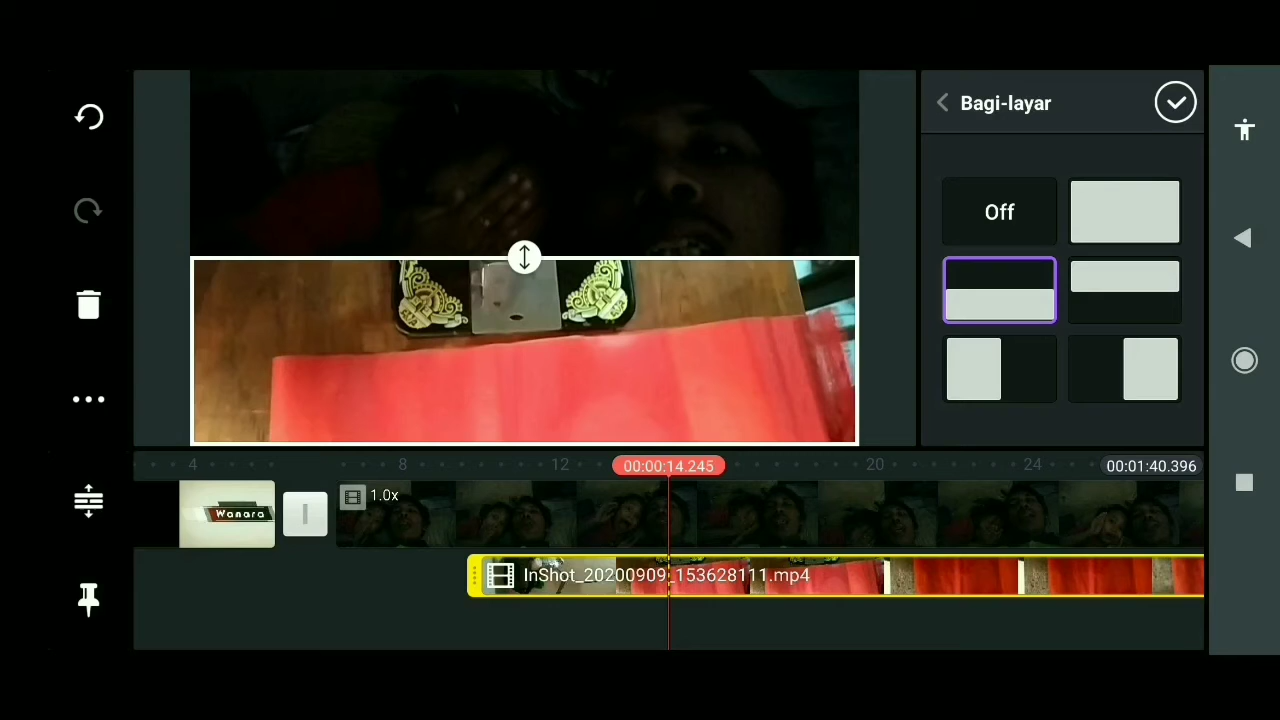 Bagi-layar
Off
4
8
12
00:00:14.245
20
24
00:01:40.396
Wanara
1.0x
InShot_20200909_153628111.mp4